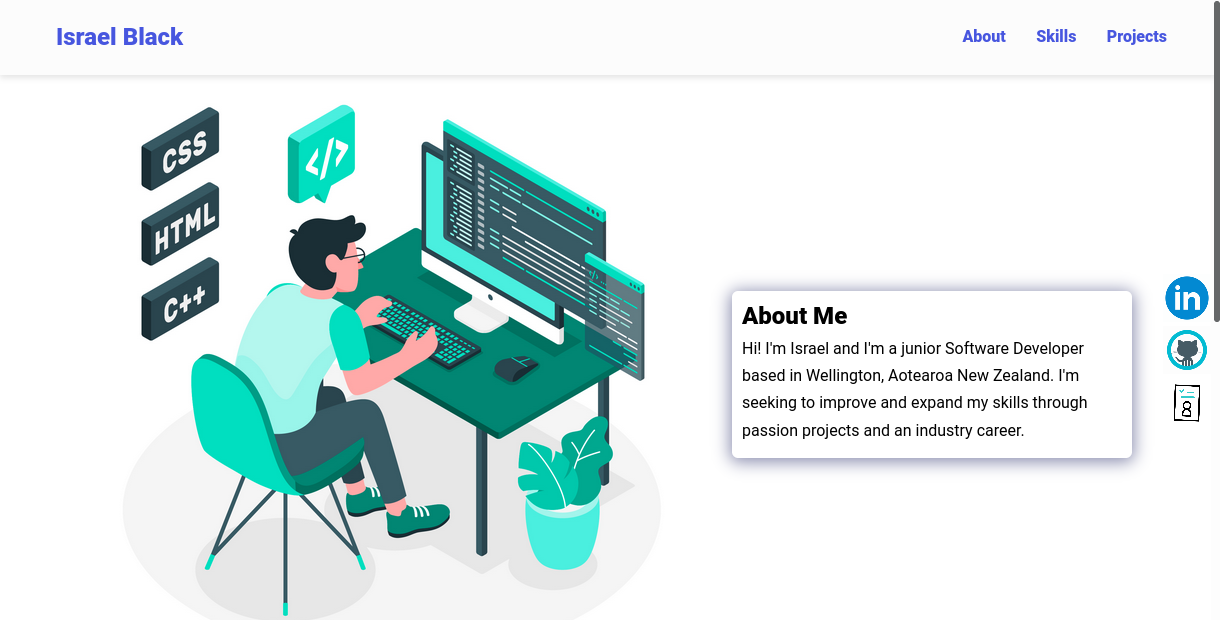 Israel Black
About
Skills
Projects
CSS
</>
HTML
C++
</>
About Me
Hi! I'm Israel and I'm a junior Software Developer
based in Wellington, Aotearoa New Zealand. I'm
seeking to improve and expand my skills through
passion projects and an industry career.
in